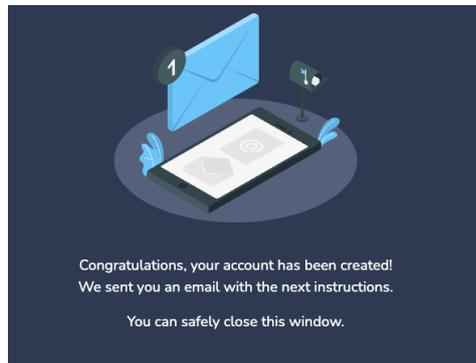 1
@
Congratulations, your account has been created!
We sent you an email with the next instructions.
You can safely close this window.